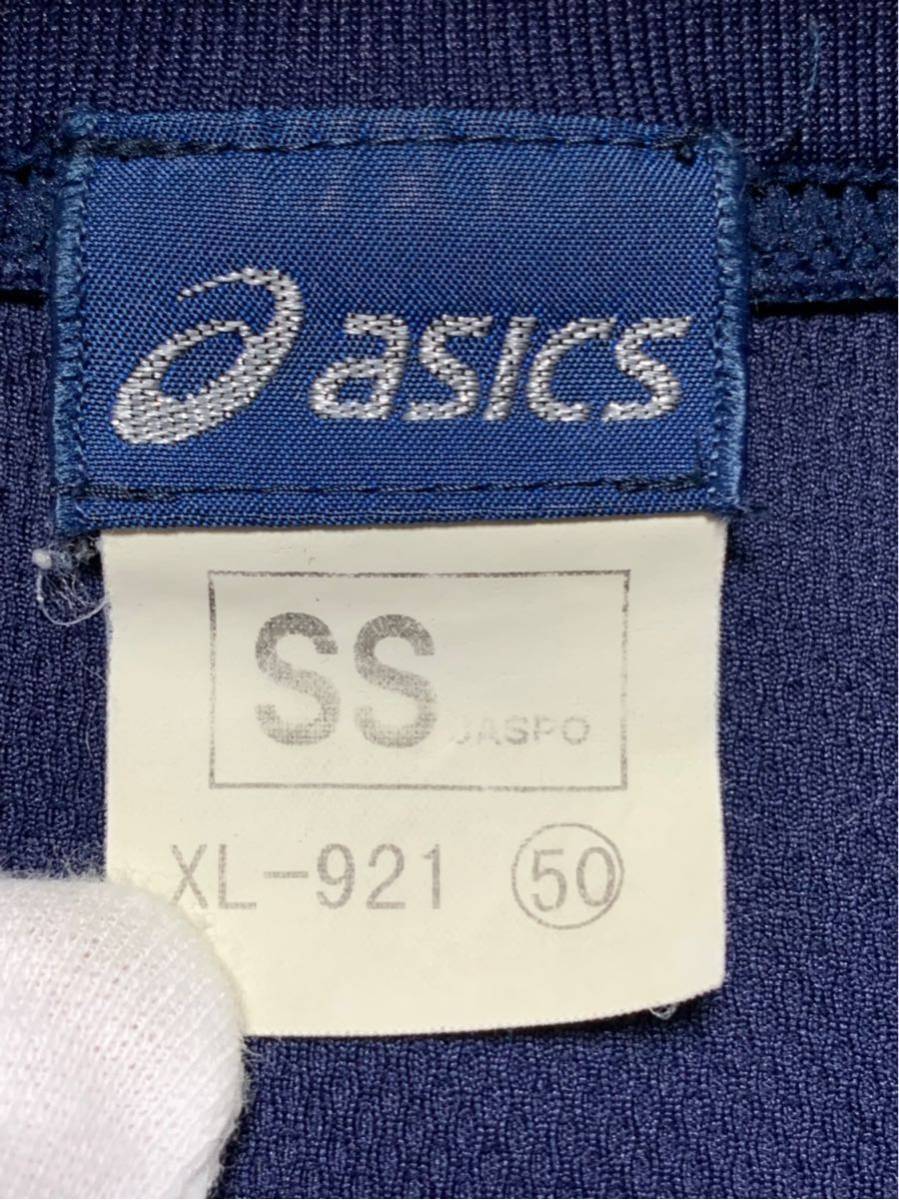 asics
SS JASPO
XL-921 ㊿